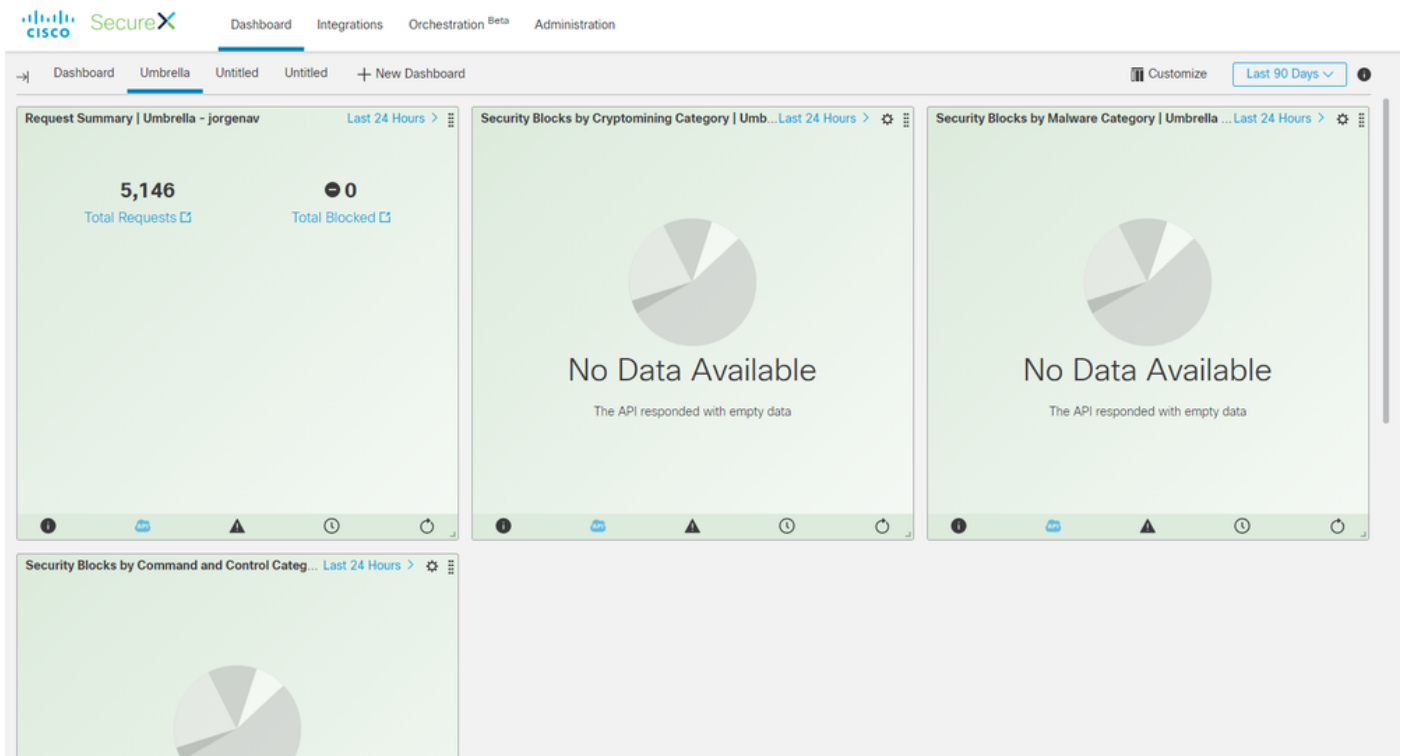 CISCO SecureX Dashboard Integrations Orchestration Beta Administration
Dashboard Umbrella Untitled Untitled + New Dashboard Customize Last 90 Days
Request Summary | Umbrella - jorgenav Last 24 Hours >
5,146 0
Total Requests Total Blocked
Security Blocks by Cryptomining Category | Umb... Last 24 Hours >
No Data Available
The API responded with empty data
Security Blocks by Malware Category | Umbrella ... Last 24 Hours >
No Data Available
The API responded with empty data
Security Blocks by Command and Control Categ... Last 24 Hours >